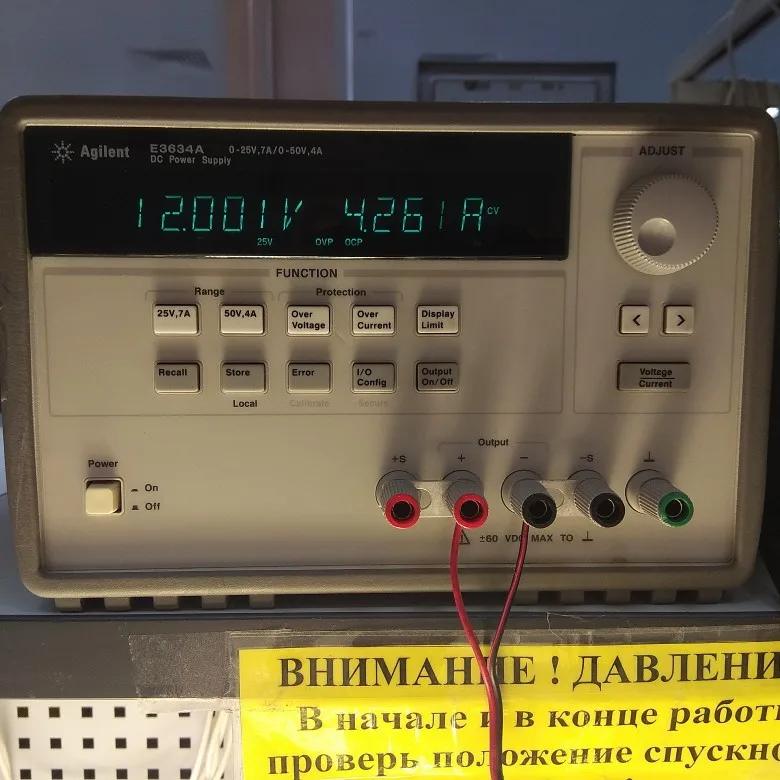 Agilent E3634A 0-25V,7A/0-50V,4A
DC Power Supply
12.001V 4.261A CV
25V OVP OCP
ADJUST
FUNCTION
Range Protection
25V,7A 50V,4A Over Voltage Over Current Display Limit
Recall Store Error I/O Config Output On/Off
Voltage
Current
Local Calibrate Secure
Power
On
Off
Output
+S + − −S ⊥
±60 VDC MAX TO ⊥
ВНИМАНИЕ ! ДАВЛЕНИ
В начале и в конце работ
проверь положение спускно